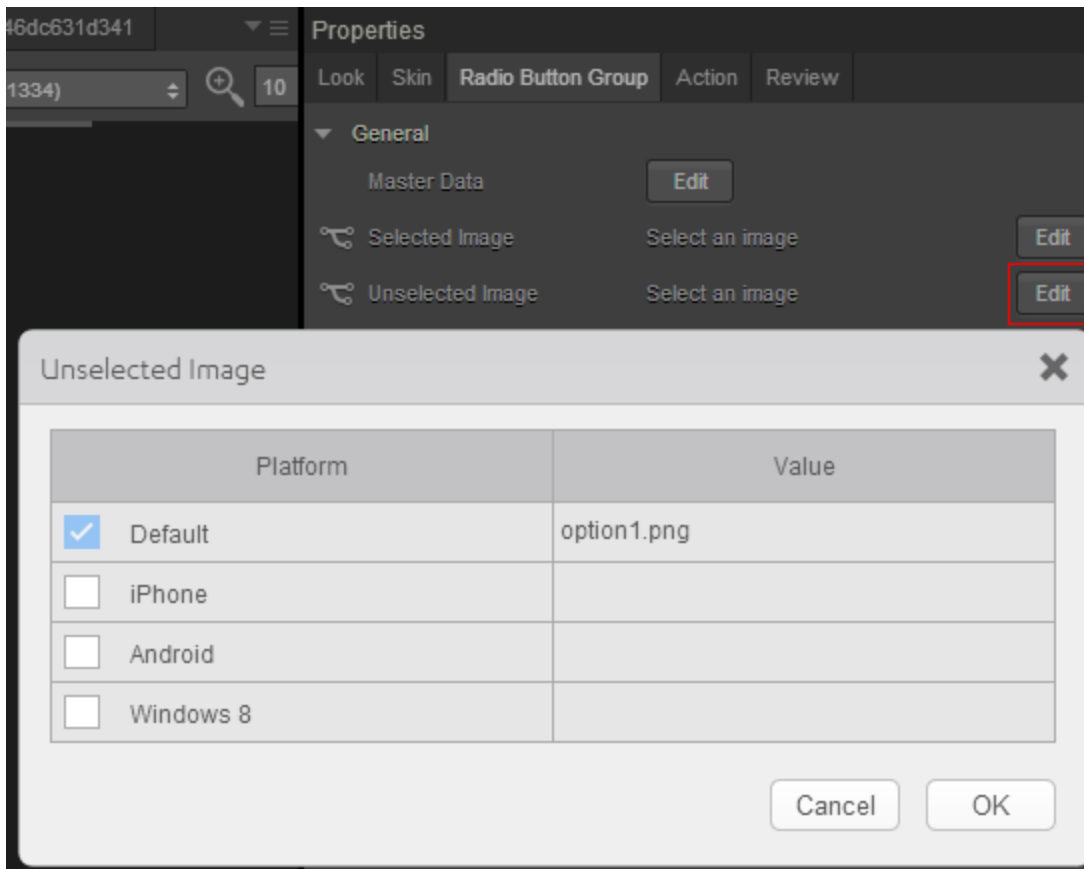 46dc631d341
Properties
1334)
10
Look Skin Radio Button Group Action Review
General
Master Data Edit
Selected Image Select an image Edit
Unselected Image Select an image Edit
Unselected Image
Platform Value
Default option1.png
iPhone
Android
Windows 8
Cancel OK